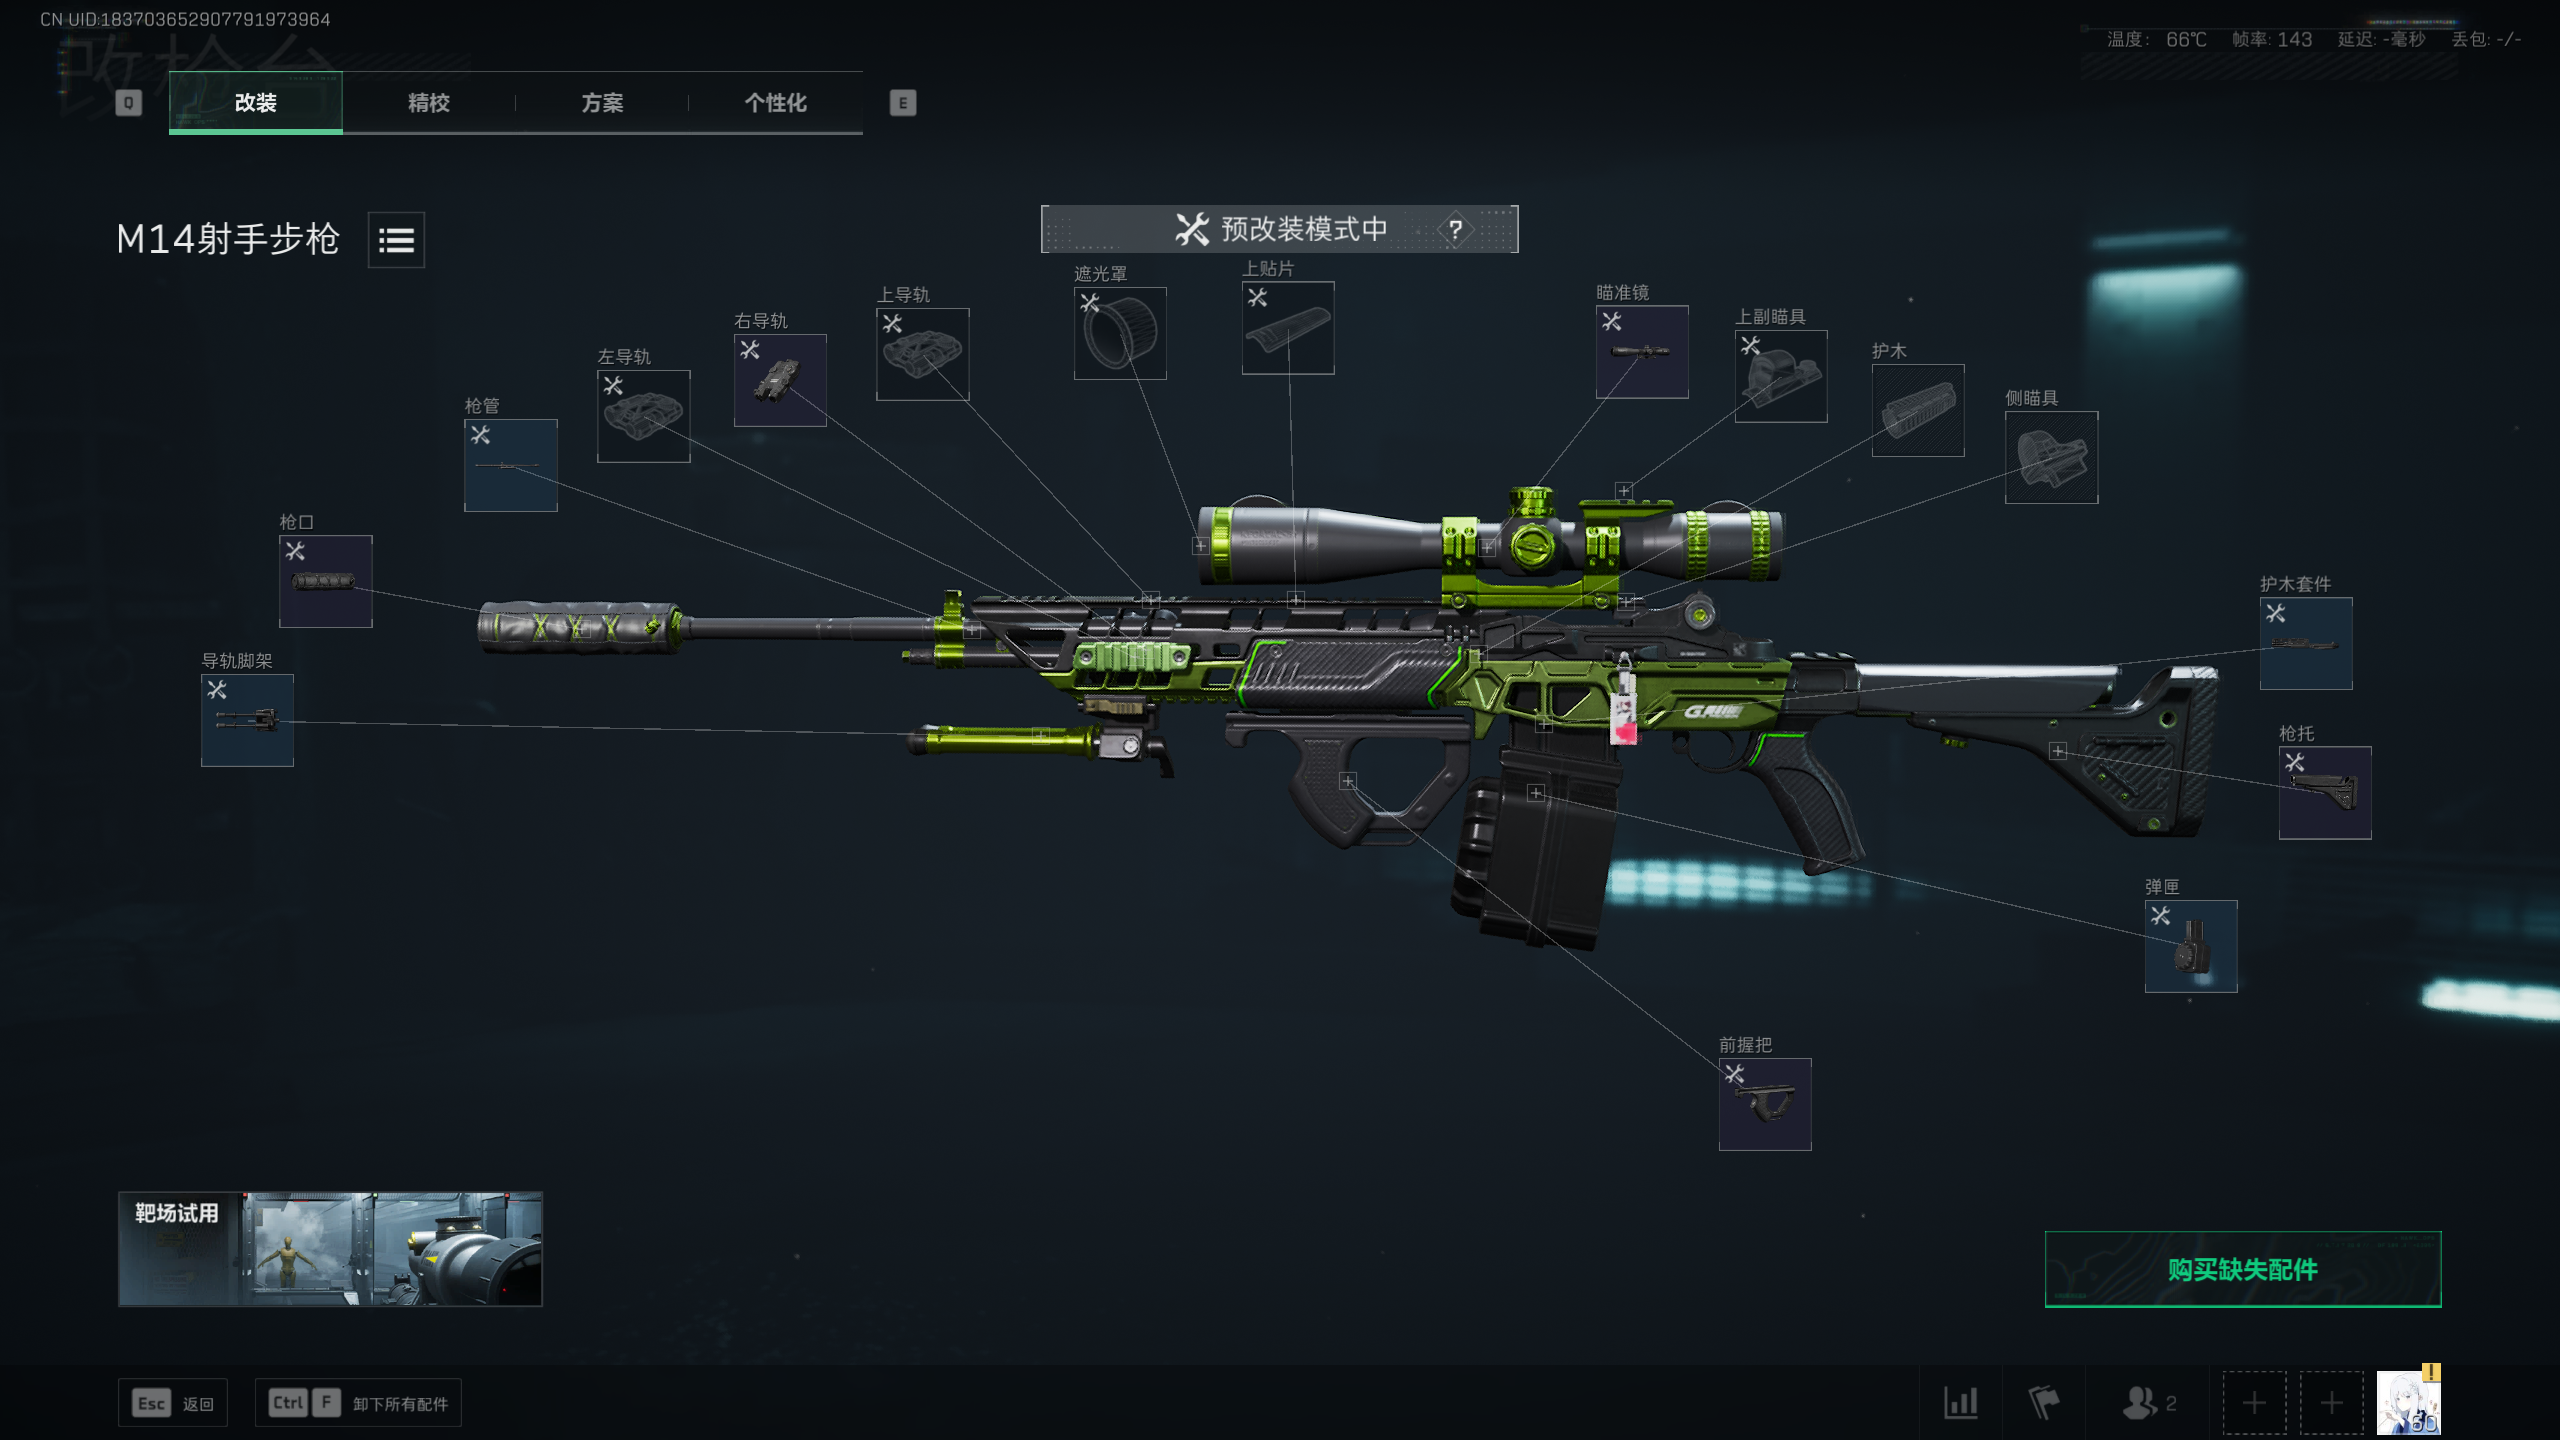 CN UID:183703652907791973964
改枪台
温度: 66℃ 帧率: 143 延迟: -毫秒 丢包: -/-
Q 改装 精校 方案 个性化 E
M14射手步枪
预改装模式中 ?
上贴片
遮光罩
瞄准镜
上导轨
上副瞄具
右导轨
护木
左导轨
侧瞄具
枪管
枪口
护木套件
导轨脚架
枪托
弹匣
前握把
靶场试用
购买缺失配件
Esc 返回 Ctrl F 卸下所有配件
2
60